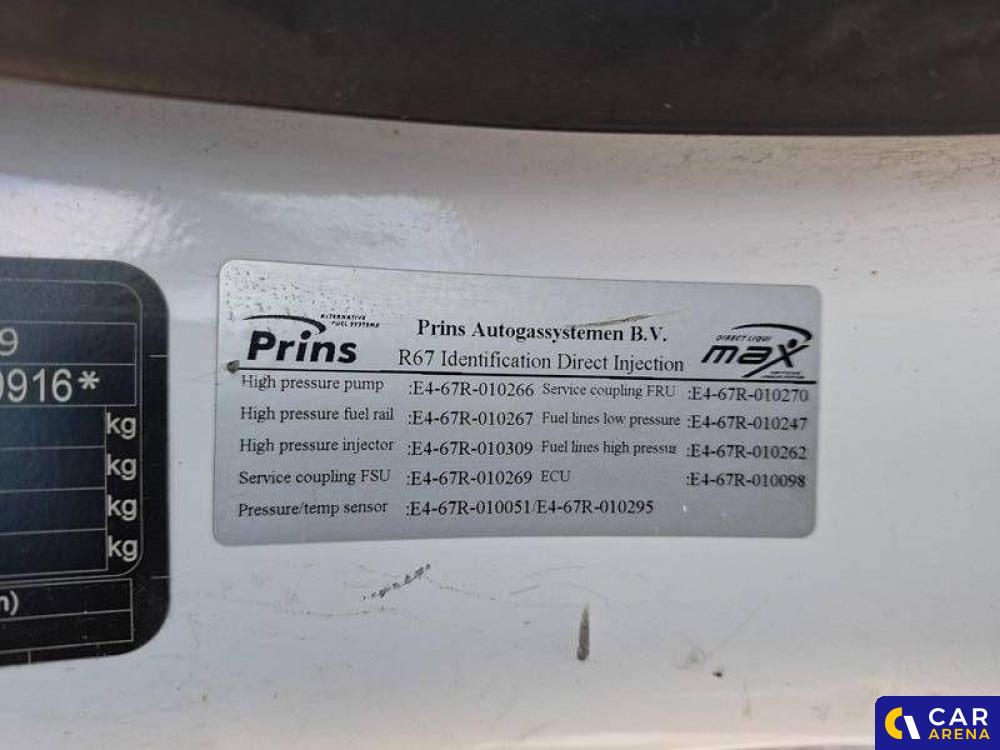 9
0916*
kg
kg
kg
kg
ALTERNATIVE
FUEL SYSTEMS
Prins
Prins Autogassystemen B.V.
R67 Identification Direct Injection
DIRECT LIQUI
max
High pressure pump :E4-67R-010266 Service coupling FRU :E4-67R-010270
High pressure fuel rail :E4-67R-010267 Fuel lines low pressure :E4-67R-010247
High pressure injector :E4-67R-010309 Fuel lines high pressur :E4-67R-010262
Service coupling FSU :E4-67R-010269 ECU :E4-67R-010098
Pressure/temp sensor :E4-67R-010051/E4-67R-010295
CAR
ARENA